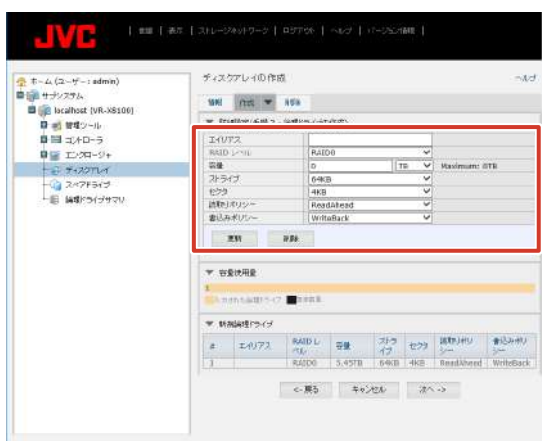 JVC
管理 | 表示 | ストレージネットワーク | ログアウト | ヘルプ | バージョン情報 |
ホーム (ユーザー: admin)
サブシステム
localhost (VR-X8100)
管理ツール
コントローラ
エンクロージャ
ディスクアレイ
スペアドライブ
論理ドライブサマリ
ディスクアレイの作成
ヘルプ
情報 作成 ▼ 削除
エイリアス
RAID レベル RAID0
容量 0 TB Maximum: 0TB
ストライプ 64KB
セクタ 4KB
読取りポリシー ReadAhead
書込みポリシー WriteBack
更新 削除
▼ 容量使用量
1
▼ 新規論理ドライブ
# エイリアス RAID レベル 容量 ストライプ セクタ 読取りポリシー 書込みポリシー
1 RAID0 5.45TB 64KB 4KB ReadAhead WriteBack
<- 戻る キャンセル 次へ ->